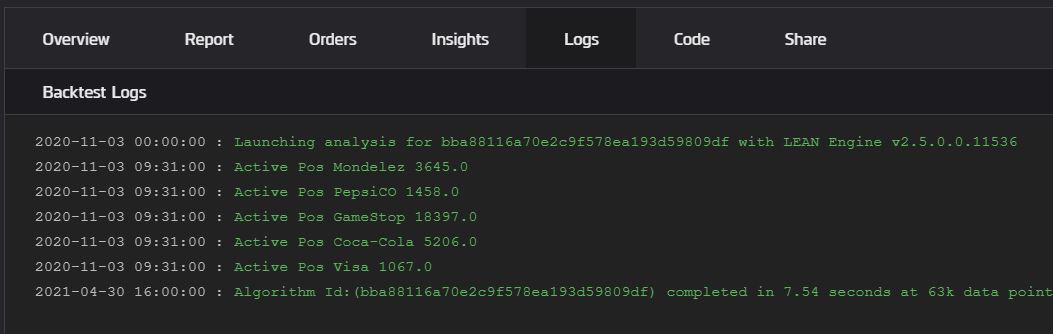 Overview Report Orders Insights Logs Code Share
Backtest Logs
2020-11-03 00:00:00 : Launching analysis for bba88116a70e2c9f578ea193d59809df with LEAN Engine v2.5.0.0.11536
2020-11-03 09:31:00 : Active Pos Mondelez 3645.0
2020-11-03 09:31:00 : Active Pos PepsiCO 1458.0
2020-11-03 09:31:00 : Active Pos GameStop 18397.0
2020-11-03 09:31:00 : Active Pos Coca-Cola 5206.0
2020-11-03 09:31:00 : Active Pos Visa 1067.0
2021-04-30 16:00:00 : Algorithm Id:(bba88116a70e2c9f578ea193d59809df) completed in 7.54 seconds at 63k data point